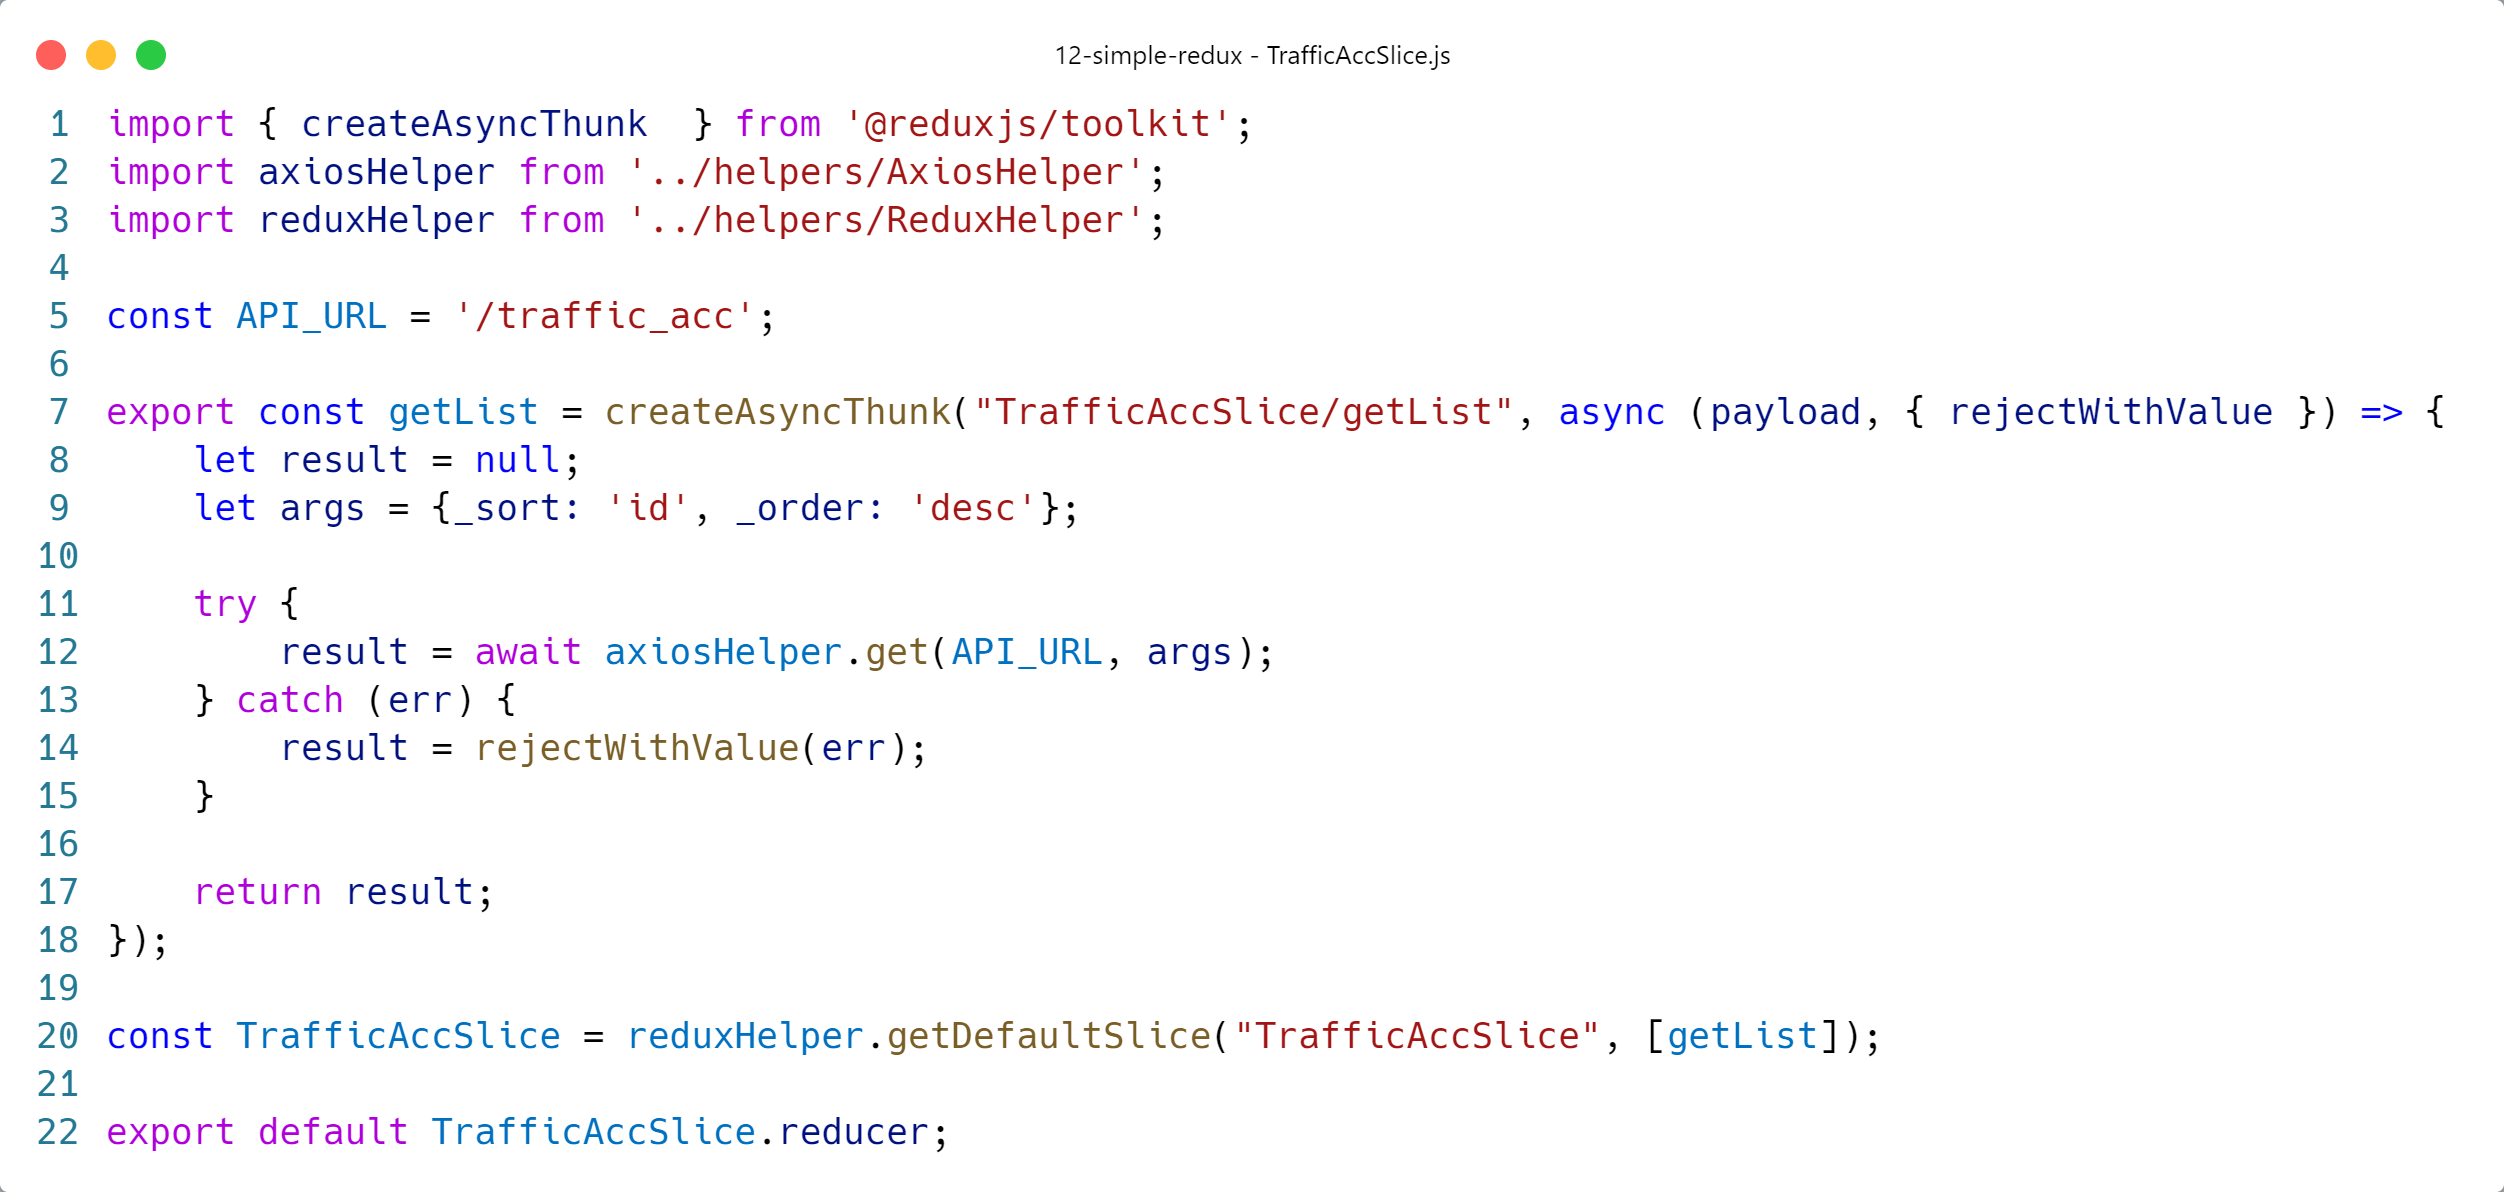 12-simple-redux - TrafficAccSlice.js
1 import { createAsyncThunk  } from '@reduxjs/toolkit';
2 import axiosHelper from '../helpers/AxiosHelper';
3 import reduxHelper from '../helpers/ReduxHelper';
4
5 const API_URL = '/traffic_acc';
6
7 export const getList = createAsyncThunk("TrafficAccSlice/getList", async (payload, { rejectWithValue }) => {
8     let result = null;
9     let args = {_sort: 'id', _order: 'desc'};
10
11     try {
12         result = await axiosHelper.get(API_URL, args);
13     } catch (err) {
14         result = rejectWithValue(err);
15     }
16
17     return result;
18 });
19
20 const TrafficAccSlice = reduxHelper.getDefaultSlice("TrafficAccSlice", [getList]);
21
22 export default TrafficAccSlice.reducer;